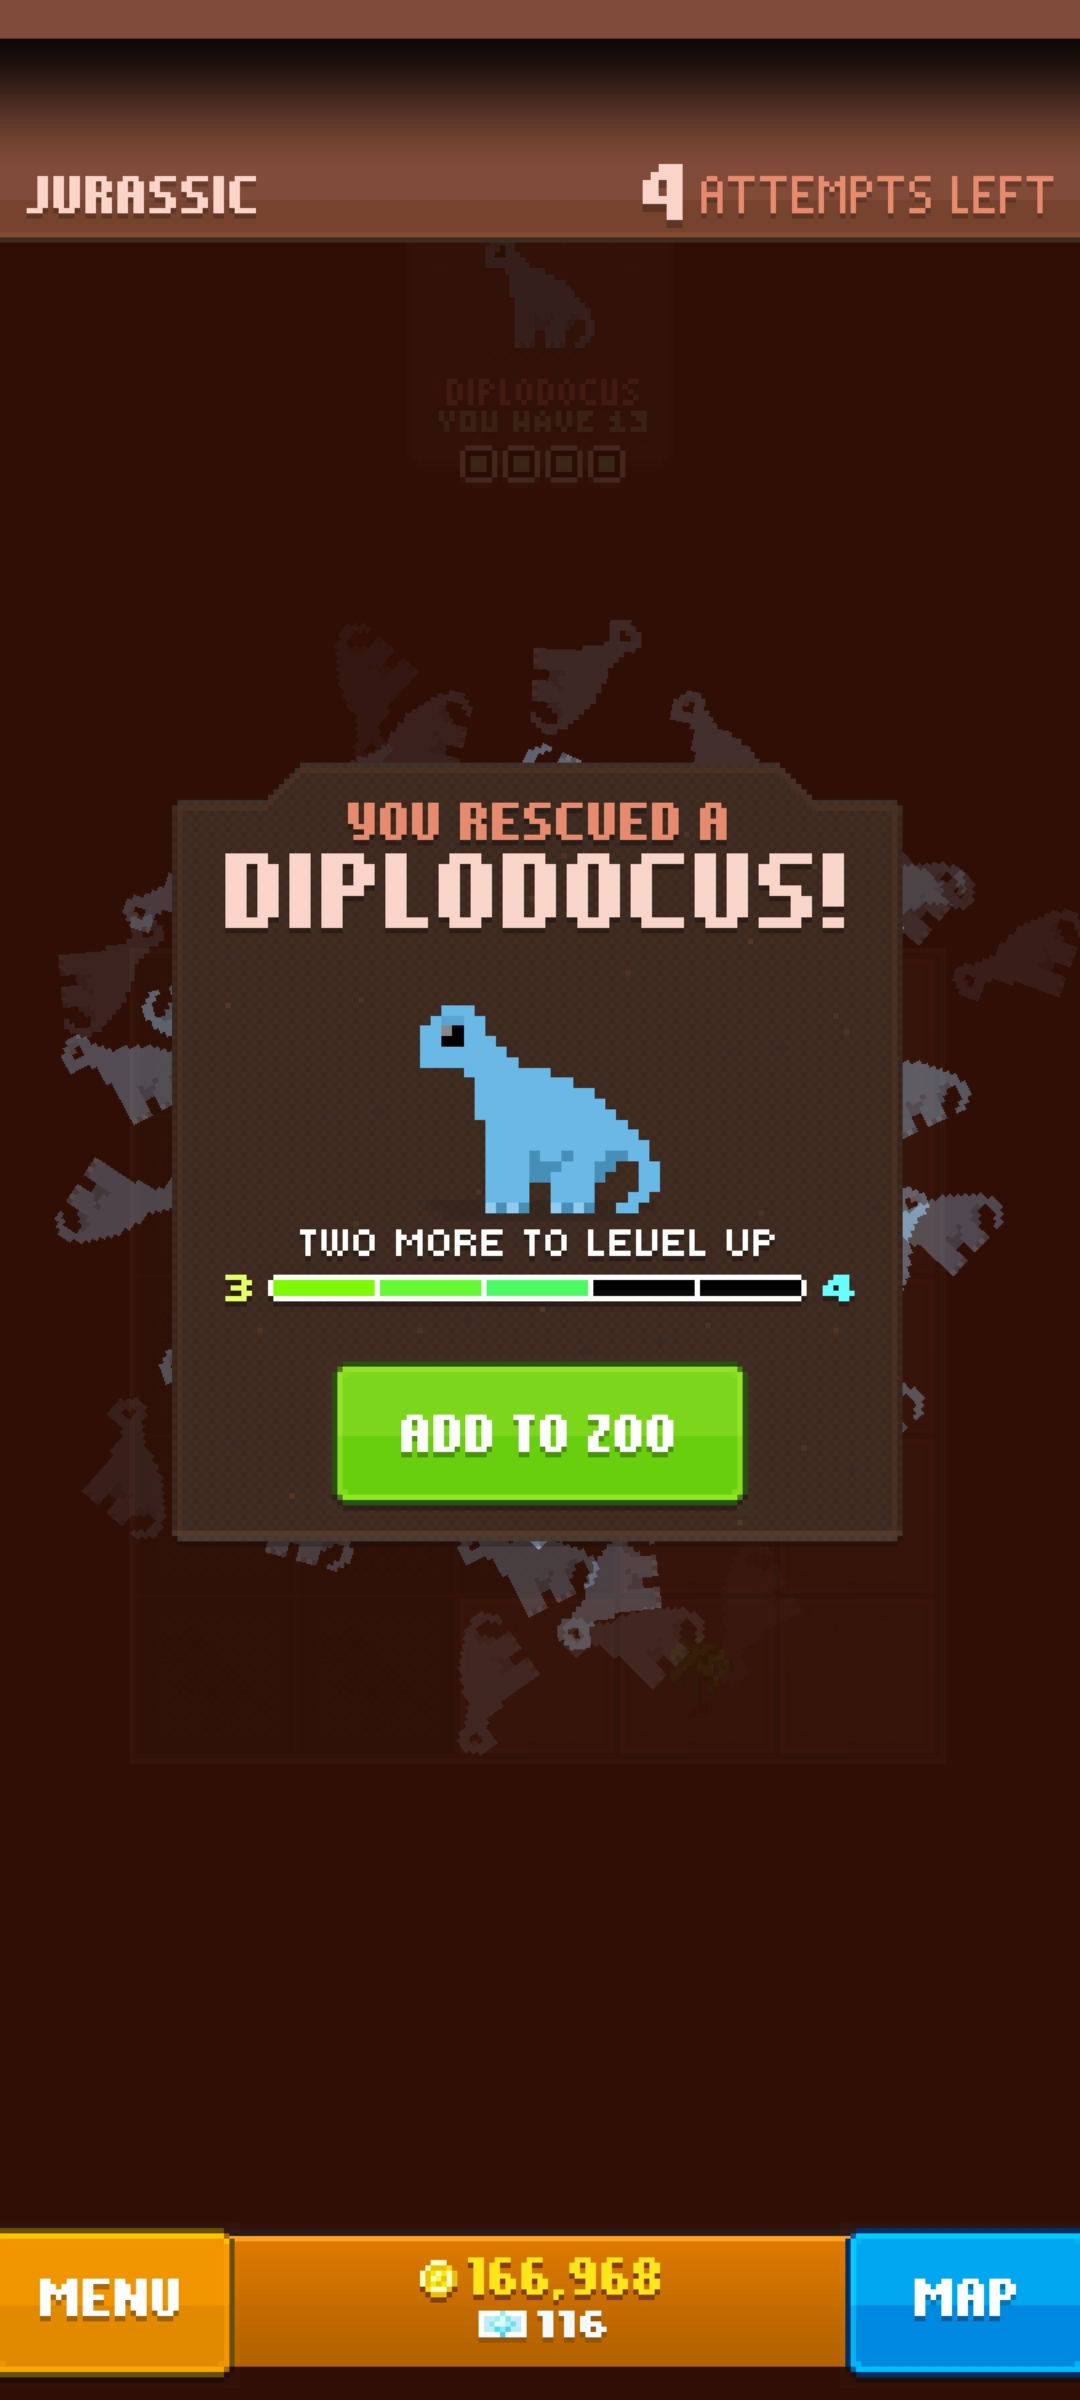 JURASSIC
9 ATTEMPTS LEFT
DIPLODOCUS
YOU HAVE 13
YOU RESCUED A
DIPLODOCUS!
TWO MORE TO LEVEL UP
3 4
ADD TO ZOO
MENU
166,968
116
MAP